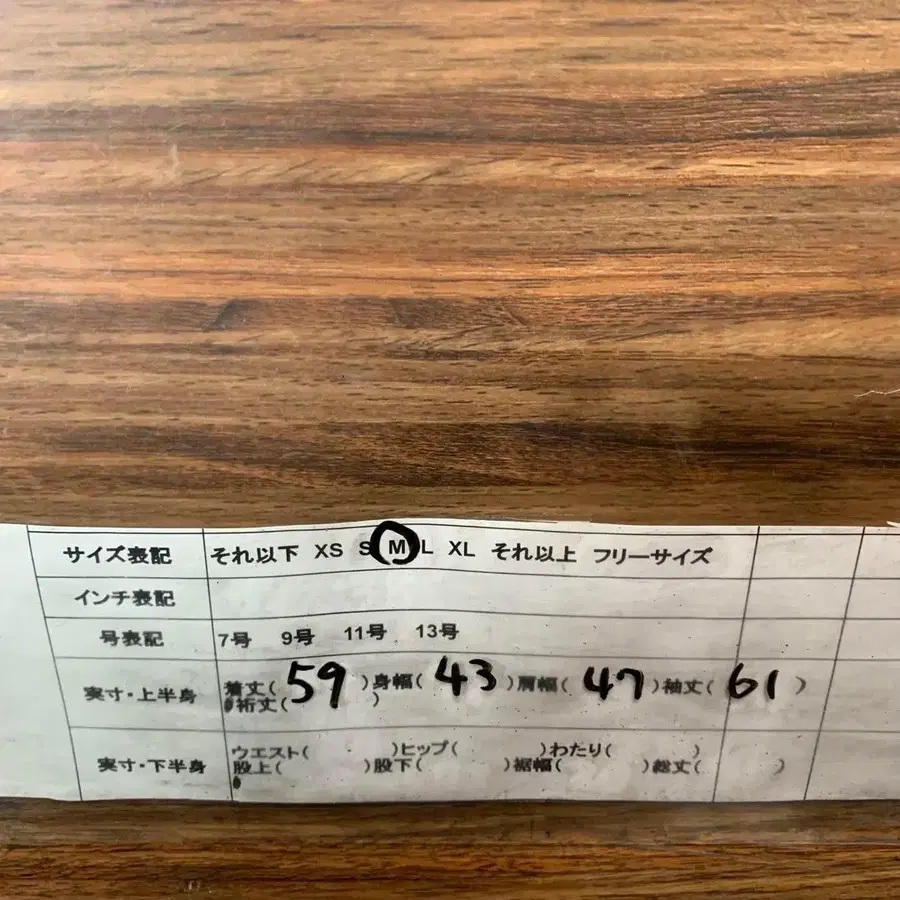 サイズ表記 それ以下 XS S M L XL それ以上 フリーサイズ
インチ表記
号表記 7号 9号 11号 13号
実寸・上半身 着丈( 59 )身幅( 43 )肩幅( 47 )袖丈( 61 )
裄丈( )
実寸・下半身 ウエスト( )ヒップ( )わたり( )
股上( )股下( )裾幅( )総丈( )